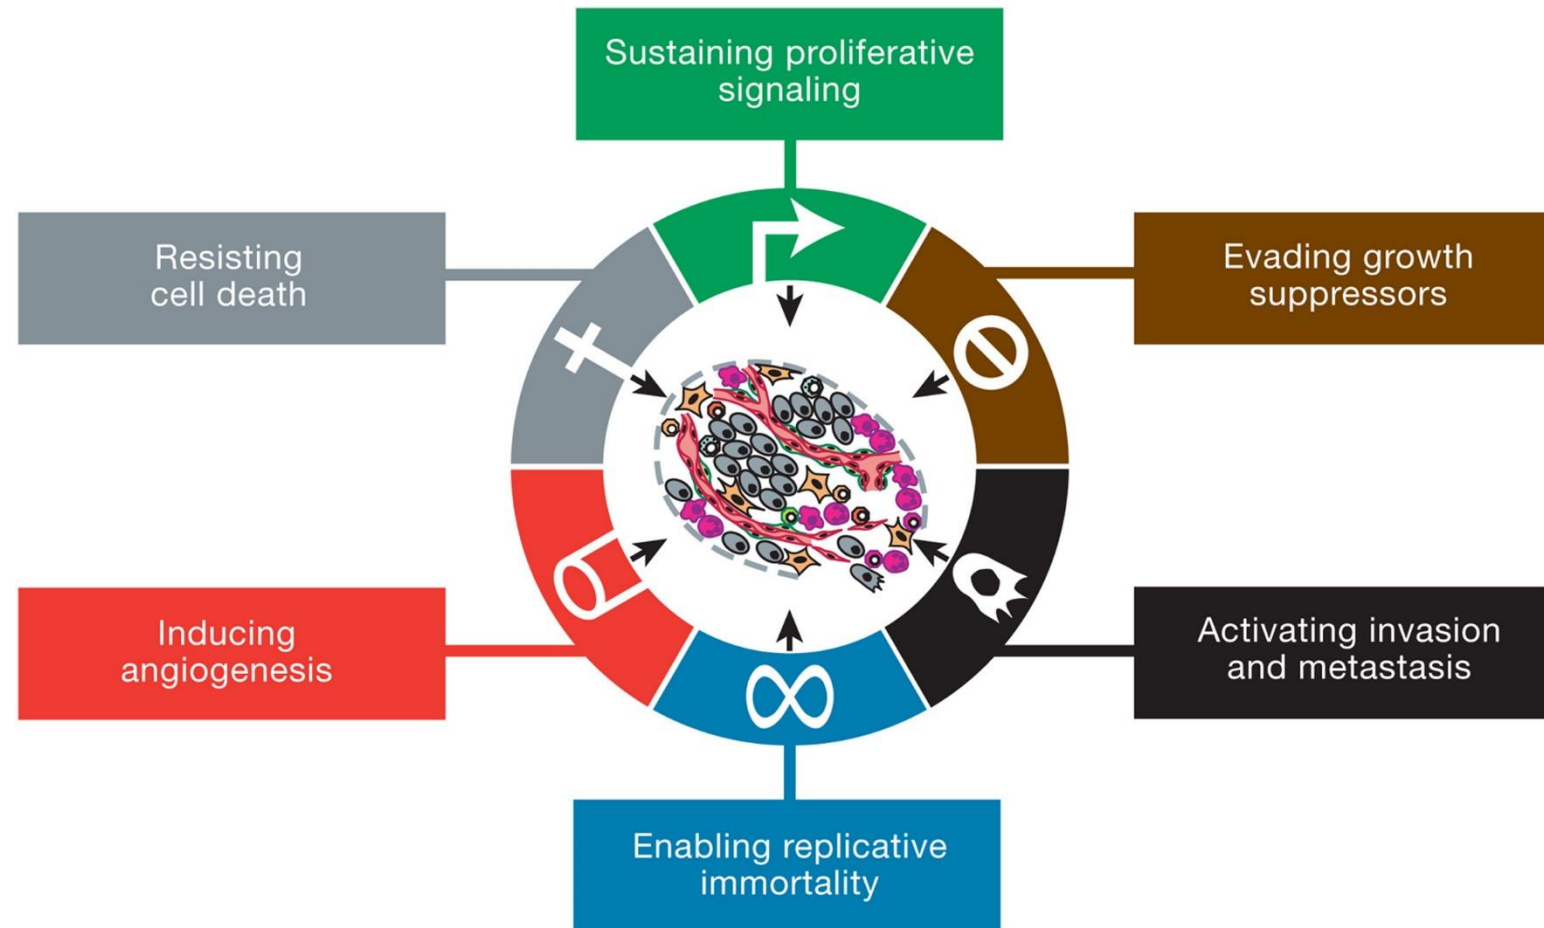 Sustaining proliferative
signaling
Resisting
cell death
Evading growth
suppressors
Inducing
angiogenesis
Activating invasion
and metastasis
Enabling replicative
immortality